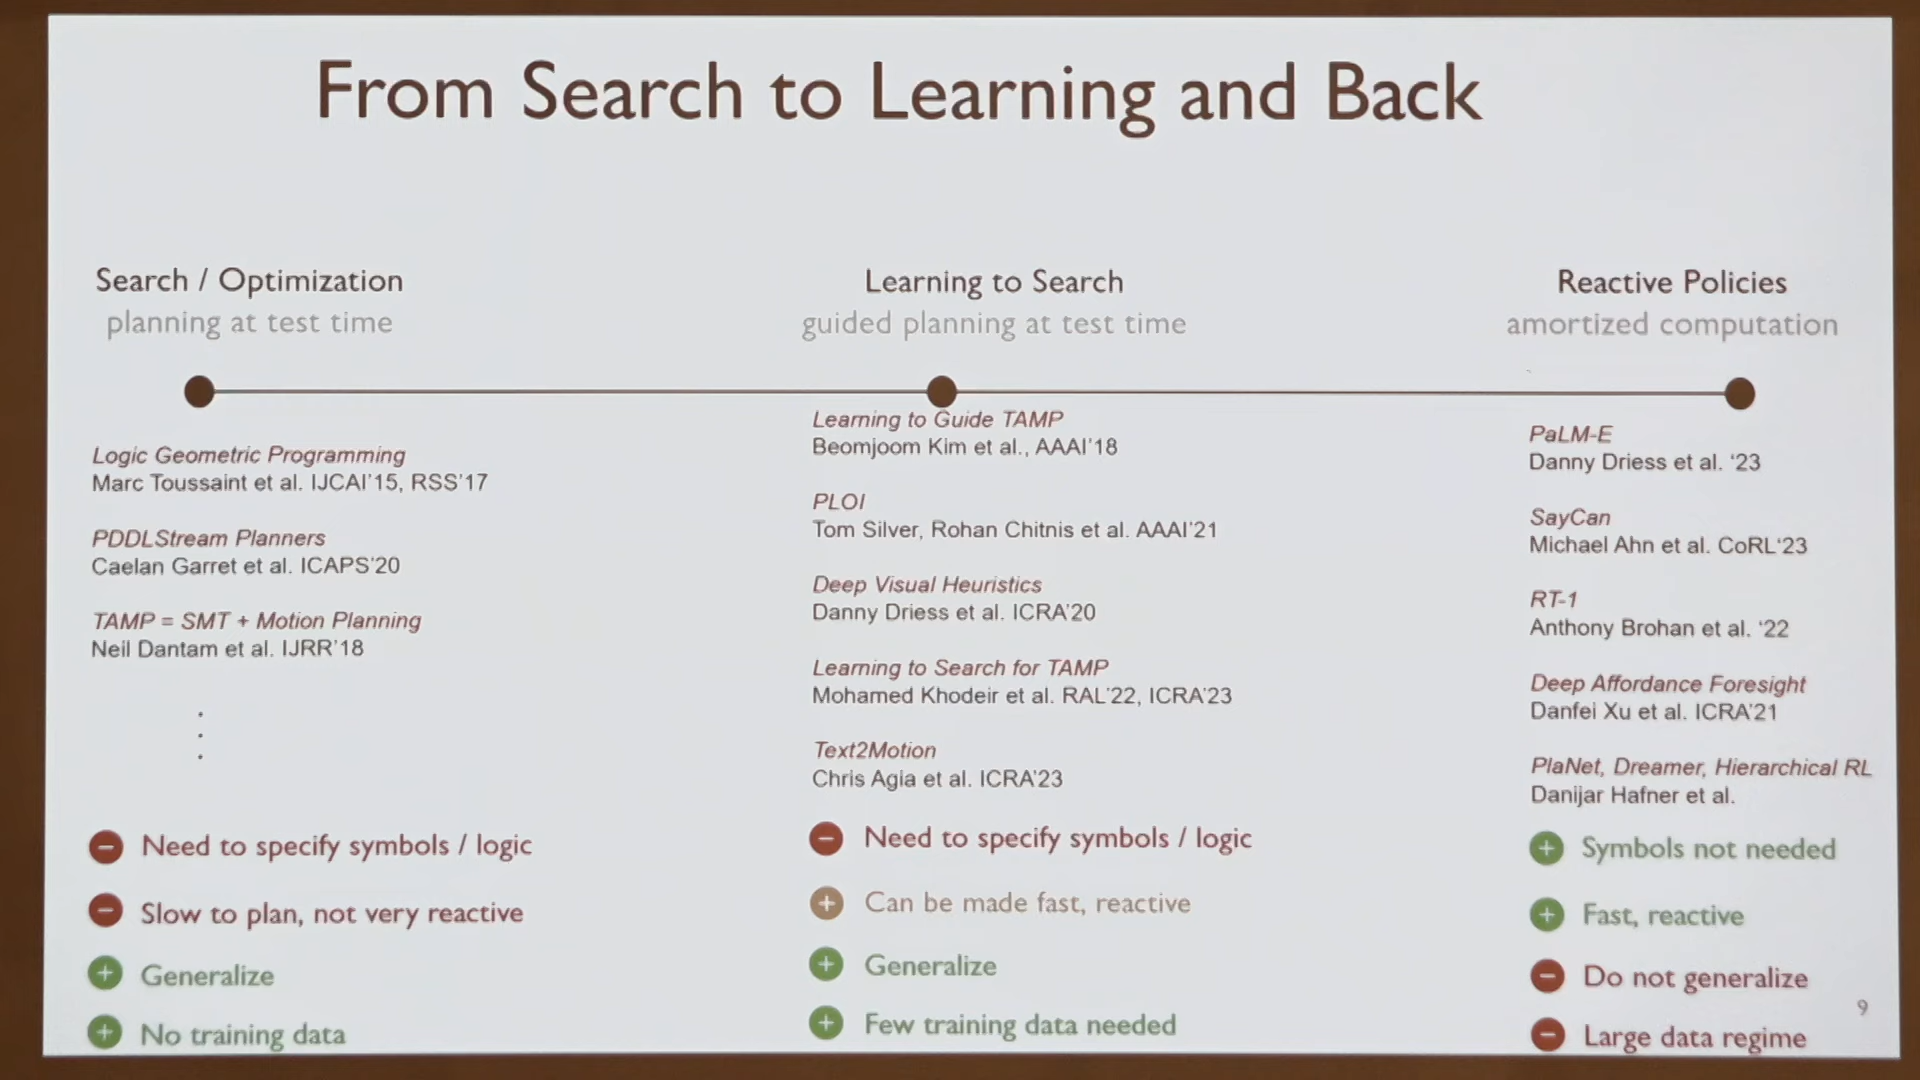 From Search to Learning and Back
Search / Optimization
planning at test time
Logic Geometric Programming
Marc Toussaint et al. IJCAI'15, RSS'17
PDDLStream Planners
Caelan Garret et al. ICAPS'20
TAMP = SMT + Motion Planning
Neil Dantam et al. IJRR'18
.
.
.
Need to specify symbols / logic
Slow to plan, not very reactive
Generalize
No training data
Learning to Search
guided planning at test time
Learning to Guide TAMP
Beomjoom Kim et al., AAAI'18
PLOI
Tom Silver, Rohan Chitnis et al. AAAI'21
Deep Visual Heuristics
Danny Driess et al. ICRA'20
Learning to Search for TAMP
Mohamed Khodeir et al. RAL'22, ICRA'23
Text2Motion
Chris Agia et al. ICRA'23
Need to specify symbols / logic
Can be made fast, reactive
Generalize
Few training data needed
Reactive Policies
amortized computation
PaLM-E
Danny Driess et al. '23
SayCan
Michael Ahn et al. CoRL'23
RT-1
Anthony Brohan et al. '22
Deep Affordance Foresight
Danfei Xu et al. ICRA'21
PlaNet, Dreamer, Hierarchical RL
Danijar Hafner et al.
Symbols not needed
Fast, reactive
Do not generalize
Large data regime
9